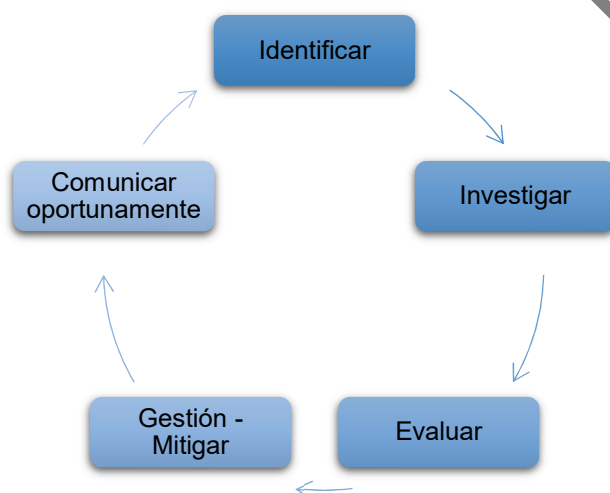 Identificar
Investigar
Evaluar
Gestión -
Mitigar
Comunicar
oportunamente